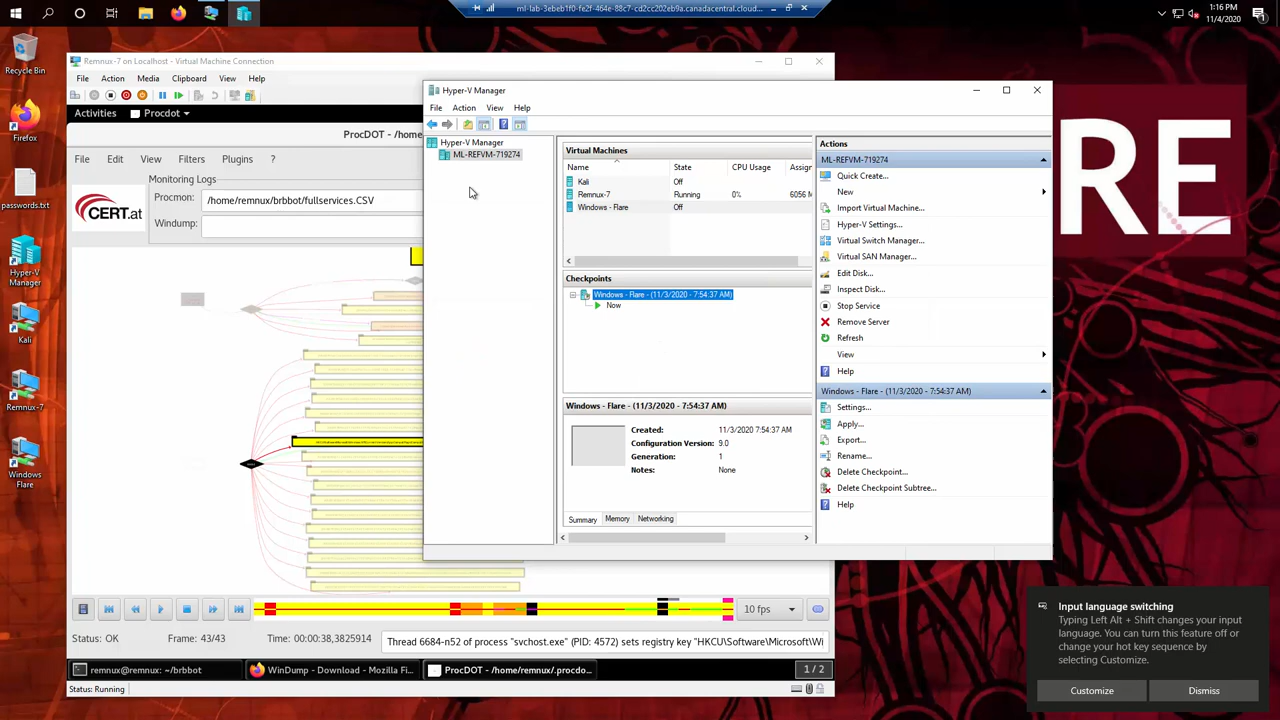 ml-lab-3ebeb1f0-fe2f-464e-88c7-cd2cc202eb9a.canadacentral.cloud...
1:16 PM
11/4/2020
Recycle Bin
Firefox
passwords.txt
Hyper-V
Manager
Kali
Remnux-7
Windows
Flare
Remnux-7 on Localhost - Virtual Machine Connection
File Action Media Clipboard View Help
Activities Procdot
ProcDOT - /home
File Edit View Filters Plugins ?
Monitoring Logs
CERT.at
Procmon: /home/remnux/brbbot/fullservices.CSV
Windump:
10 fps
Status: OK Frame: 43/43 Time: 00:00:38,3825914 Thread 6684-n52 of process "svchost.exe" (PID: 4572) sets registry key "HKCU\Software\Microsoft\Wi
remnux@remnux: ~/brbbot WinDump - Download - Mozilla Fi... ProcDOT - /home/remnux/.procdo... 1 / 2
Status: Running
Hyper-V Manager
File Action View Help
Hyper-V Manager
ML-REFVM-719274
Virtual Machines
Name State CPU Usage Assign
Kali Off
Remnux-7 Running 0% 6056 M
Windows - Flare Off
Checkpoints
Windows - Flare - (11/3/2020 - 7:54:37 AM)
Now
Windows - Flare - (11/3/2020 - 7:54:37 AM)
Created: 11/3/2020 7:54:37 AM
Configuration Version: 9.0
Generation: 1
Notes: None
Summary Memory Networking
Actions
ML-REFVM-719274
Quick Create...
New
Import Virtual Machine...
Hyper-V Settings...
Virtual Switch Manager...
Virtual SAN Manager...
Edit Disk...
Inspect Disk...
Stop Service
Remove Server
Refresh
View
Help
Windows - Flare - (11/3/2020 - 7:54:37 AM)
Settings...
Apply...
Export...
Rename...
Delete Checkpoint...
Delete Checkpoint Subtree...
Help
RE
Input language switching
Typing Left Alt + Shift changes your input
language. You can turn this feature off or
change your hot key sequence by
selecting Customize.
Customize Dismiss